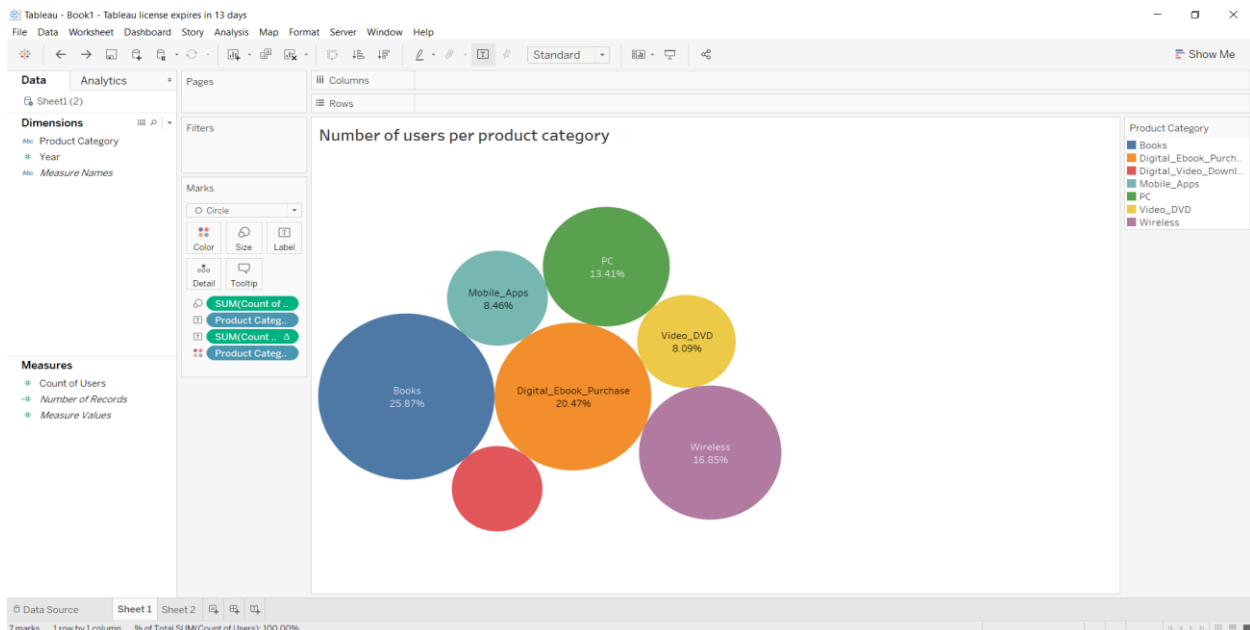 Tableau - Book1 - Tableau license expires in 13 days
File Data Worksheet Dashboard Story Analysis Map Format Server Window Help
Standard
Show Me
Data Analytics
Sheet1 (2)
Dimensions
Abc Product Category
# Year
Abc Measure Names
Measures
# Count of Users
=# Number of Records
# Measure Values
Pages
Filters
Marks
Circle
Color Size Label
Detail Tooltip
SUM(Count of ..
Product Categ..
SUM(Count .. Δ
Product Categ..
Columns
Rows
Number of users per product category
PC
13.41%
Mobile_Apps
8.46%
Video_DVD
8.09%
Books
25.87%
Digital_Ebook_Purchase
20.47%
Wireless
16.85%
Product Category
Books
Digital_Ebook_Purch..
Digital_Video_Downl..
Mobile_Apps
PC
Video_DVD
Wireless
Data Source Sheet 1 Sheet 2
7 marks 1 row by 1 column % of Total SUM(Count of Users): 100.00%